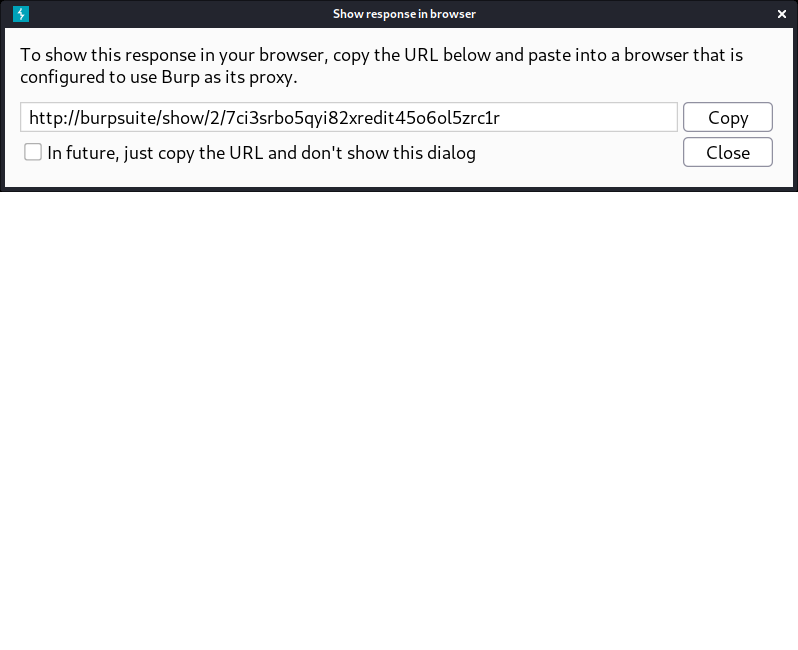 Show response in browser
To show this response in your browser, copy the URL below and paste into a browser that is
configured to use Burp as its proxy.
http://burpsuite/show/2/7ci3srbo5qyi82xredit45o6ol5zrc1r
Copy
In future, just copy the URL and don't show this dialog
Close